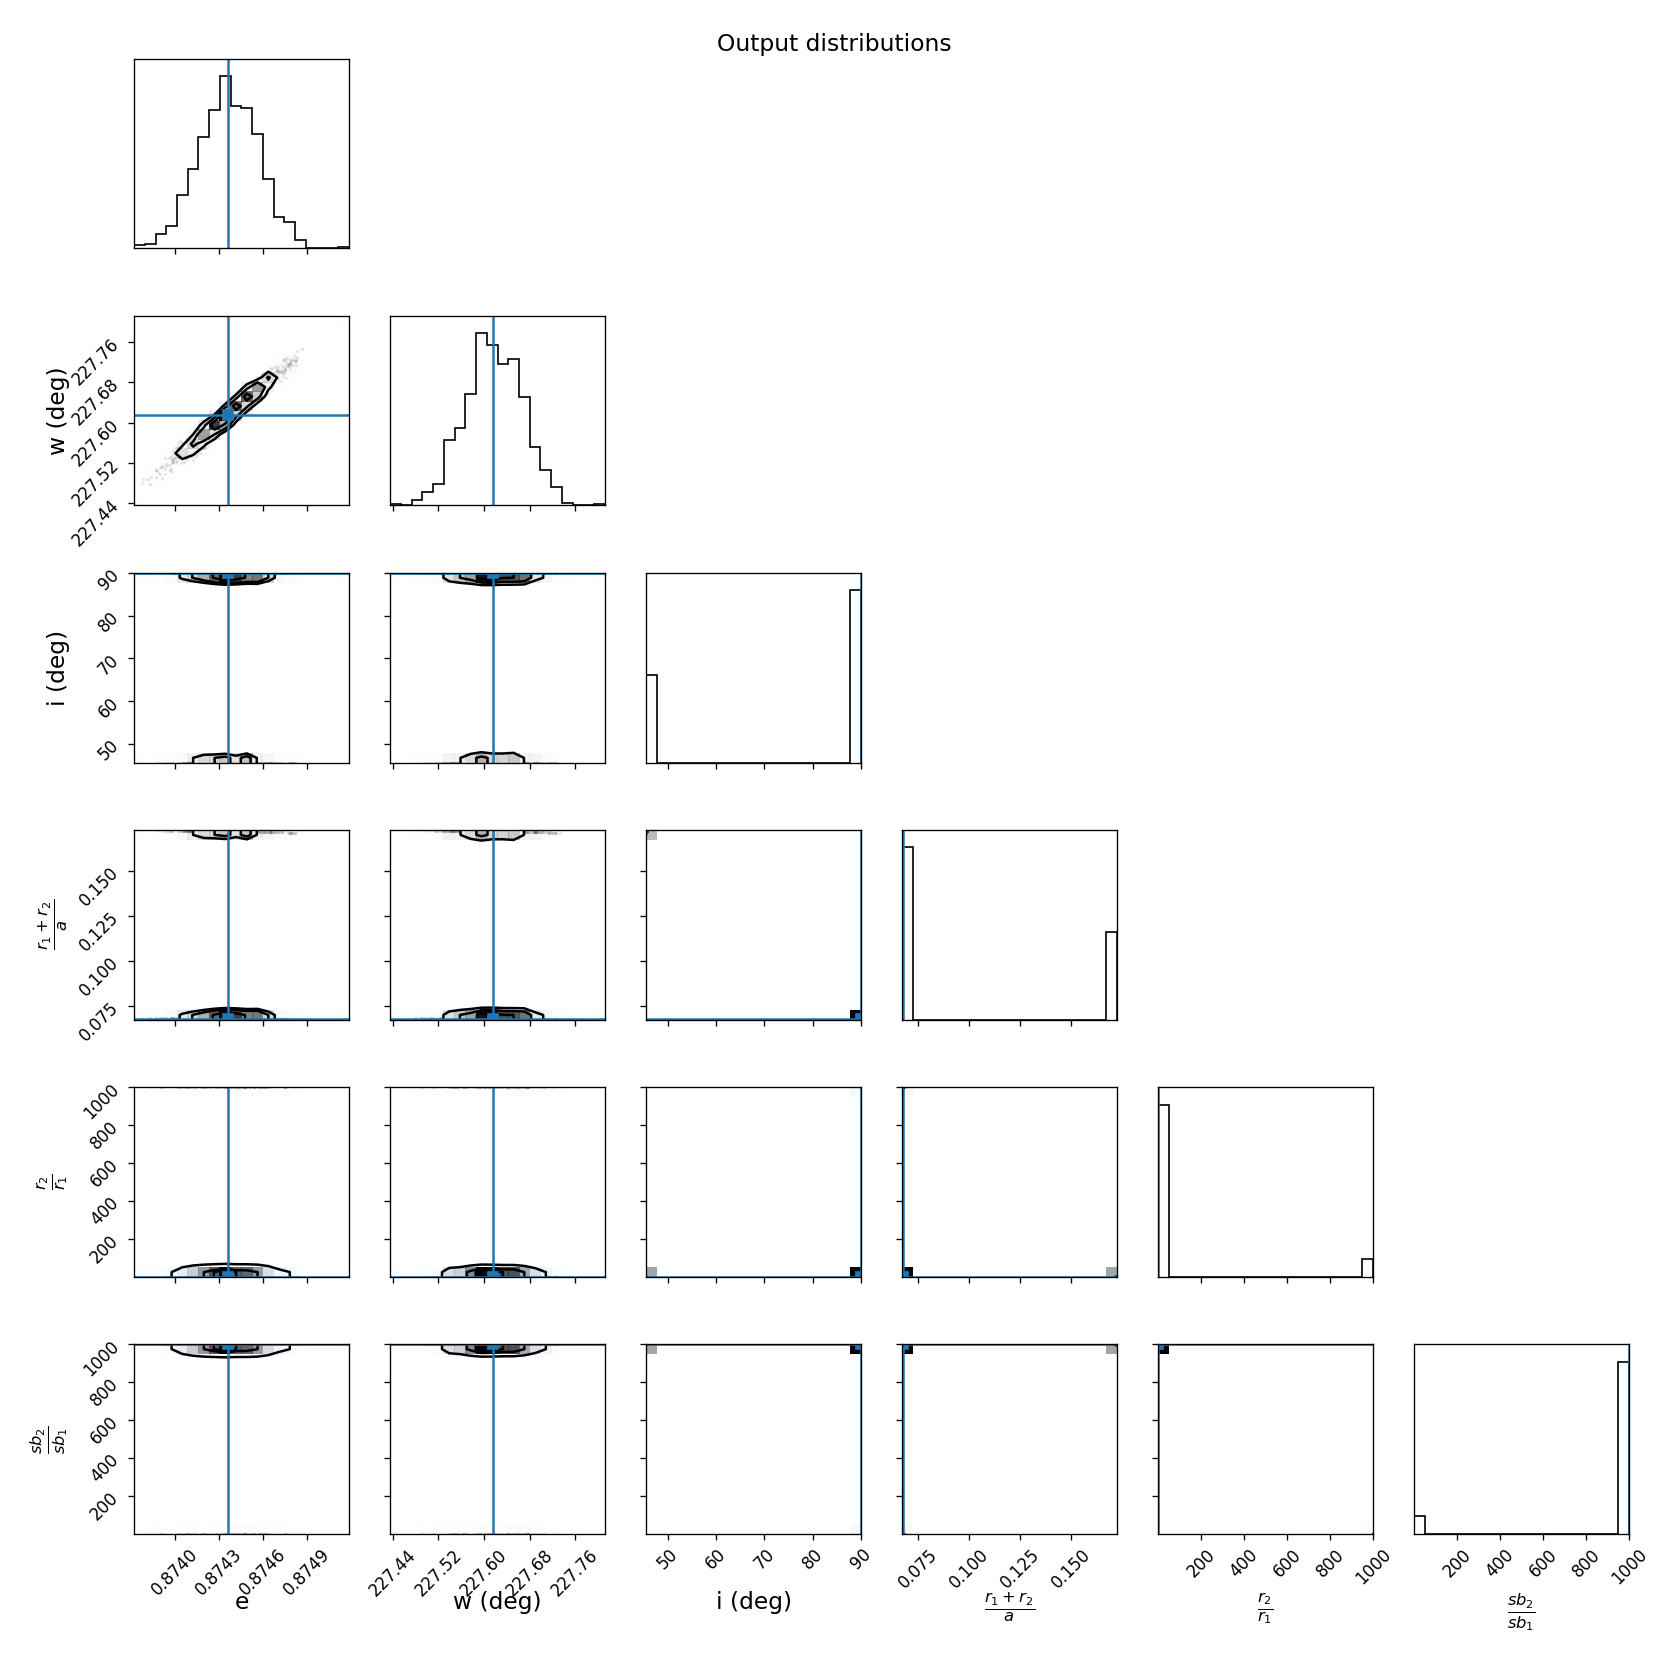 Output distributions
w (deg)
227.76
227.68
227.60
227.52
227.44
i (deg)
90
80
70
60
50
r₁ + r₂
a
0.150
0.125
0.100
0.075
r₂
r₁
1000
800
600
400
200
sb₂
sb₁
1000
800
600
400
200
0.8740 0.8743 0.8746 0.8749
e
227.44 227.52 227.60 227.68 227.76
w (deg)
50 60 70 80 90
i (deg)
0.075 0.100 0.125 0.150
r₁ + r₂
a
200 400 600 800 1000
r₂
r₁
200 400 600 800 1000
sb₂
sb₁